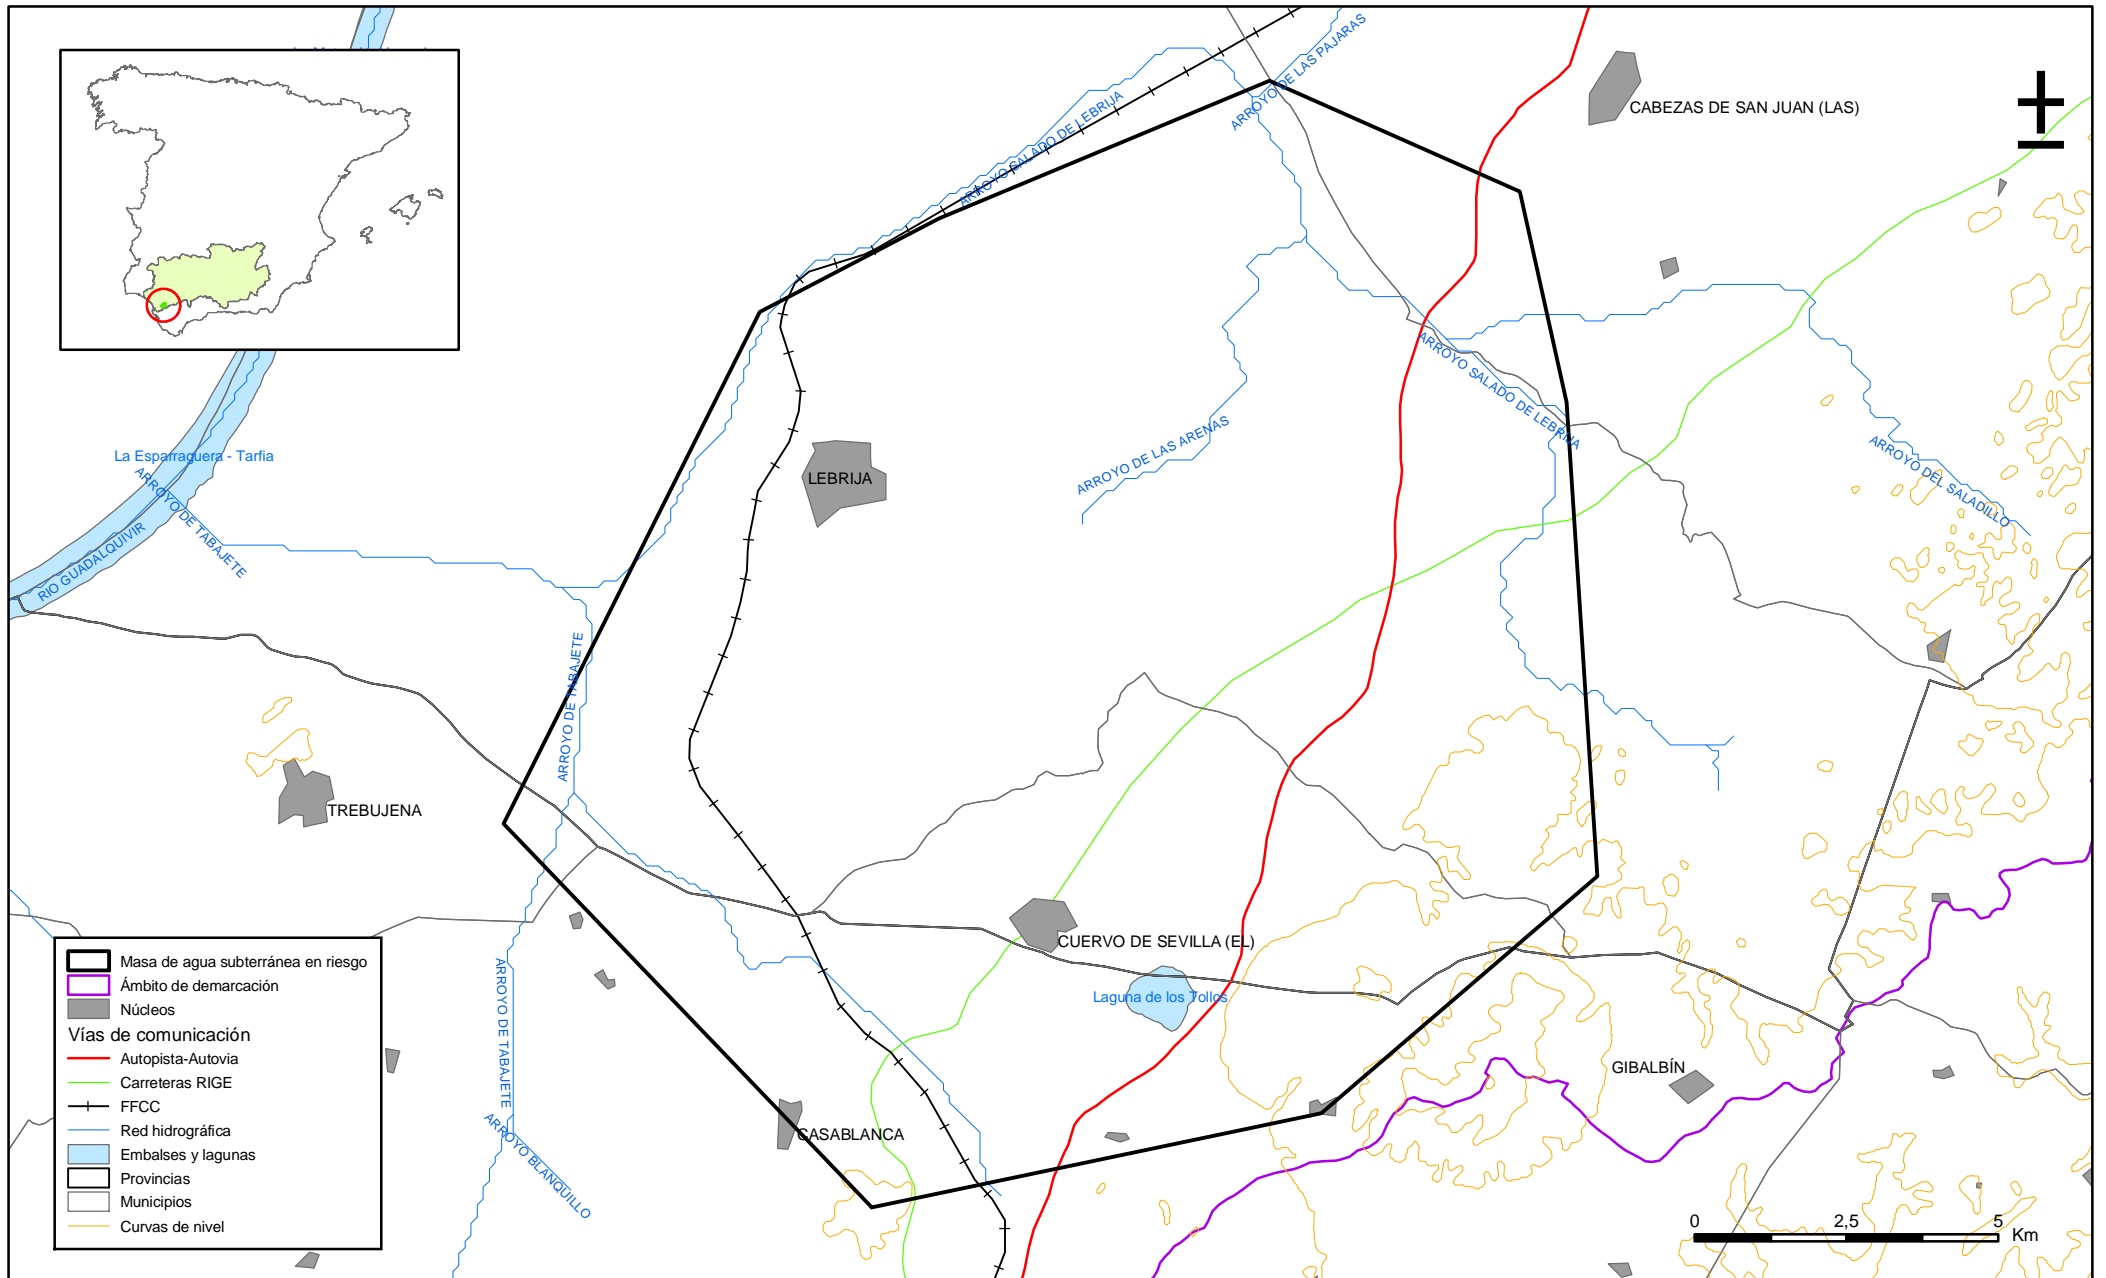 ARROYO DE LAS PAJARAS
CABEZAS DE SAN JUAN (LAS)
ARROYO SALADO DE LEBRIJA
ARROYO SALADO DE LEBRIJA
ARROYO DE LAS ARENAS
ARROYO DEL SALADILLO
La Esparraguera - Tarfia
ARROYO DE TABAJETE
RIO GUADALQUIVIR
LEBRIJA
ARROYO DE TABAJETE
TREBUJENA
CUERVO DE SEVILLA (EL)
Laguna de los Tollos
ARROYO DE TABAJETE
ARROYO BLANQUILLO
CASABLANCA
GIBALBÍN
Masa de agua subterránea en riesgo
Ámbito de demarcación
Núcleos
Vías de comunicación
Autopista-Autovia
Carreteras RIGE
FFCC
Red hidrográfica
Embalses y lagunas
Provincias
Municipios
Curvas de nivel
0 2,5 5
Km